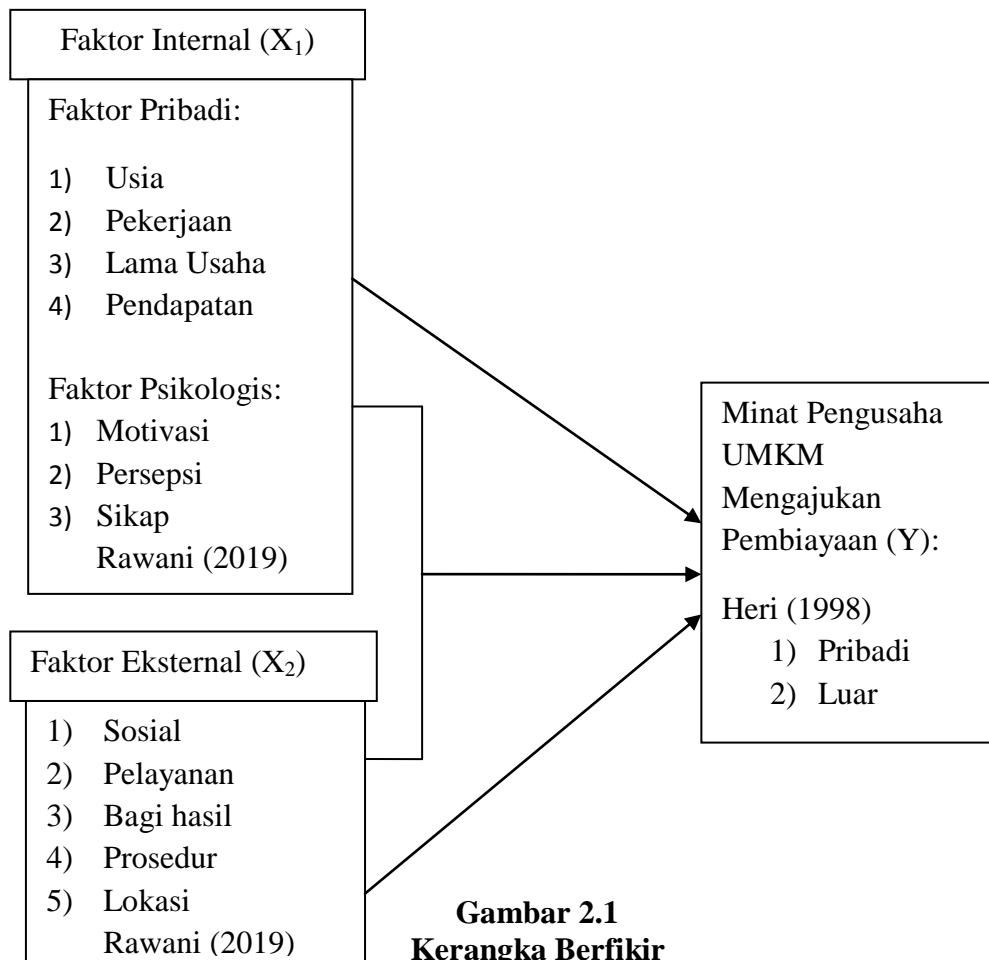 Faktor Internal (X₁)
Faktor Pribadi:
1) Usia
2) Pekerjaan
3) Lama Usaha
4) Pendapatan
Faktor Psikologis:
1) Motivasi
2) Persepsi
3) Sikap
Rawani (2019)
Faktor Eksternal (X₂)
1) Sosial
2) Pelayanan
3) Bagi hasil
4) Prosedur
5) Lokasi
Rawani (2019)
Minat Pengusaha
UMKM
Mengajukan
Pembiayaan (Y):
Heri (1998)
1) Pribadi
2) Luar
Gambar 2.1
Kerangka Berfikir